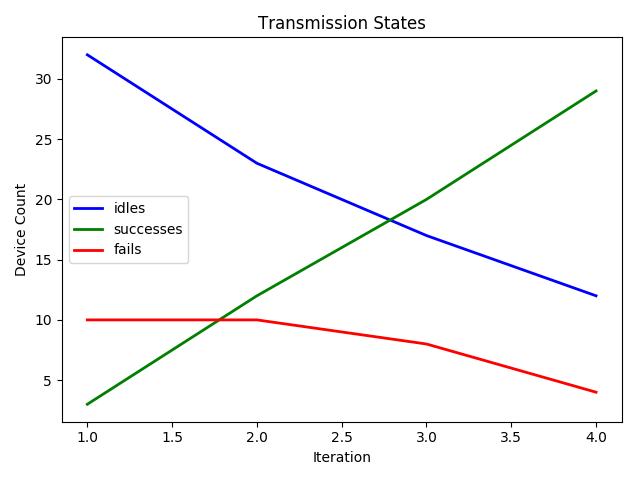 Transmission States
30
25
20
15
10
5
Device Count
idles
successes
fails
1.0 1.5 2.0 2.5 3.0 3.5 4.0
Iteration